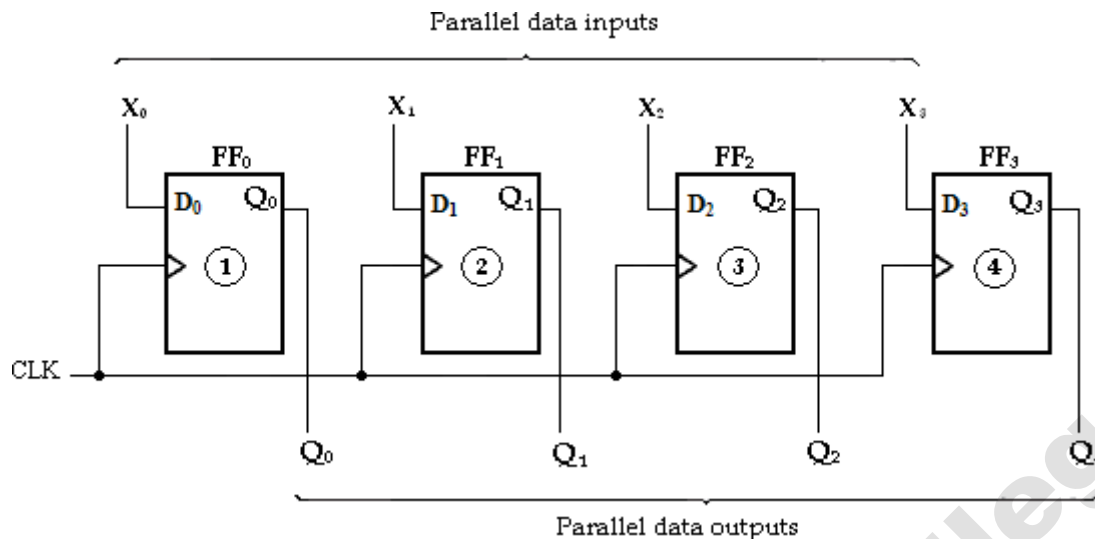 Parallel data inputs
X₀ X₁ X₂ X₃
FF₀ FF₁ FF₂ FF₃
D₀ Q₀ D₁ Q₁ D₂ Q₂ D₃ Q₃
1 2 3 4
CLK
Q₀ Q₁ Q₂
Parallel data outputs